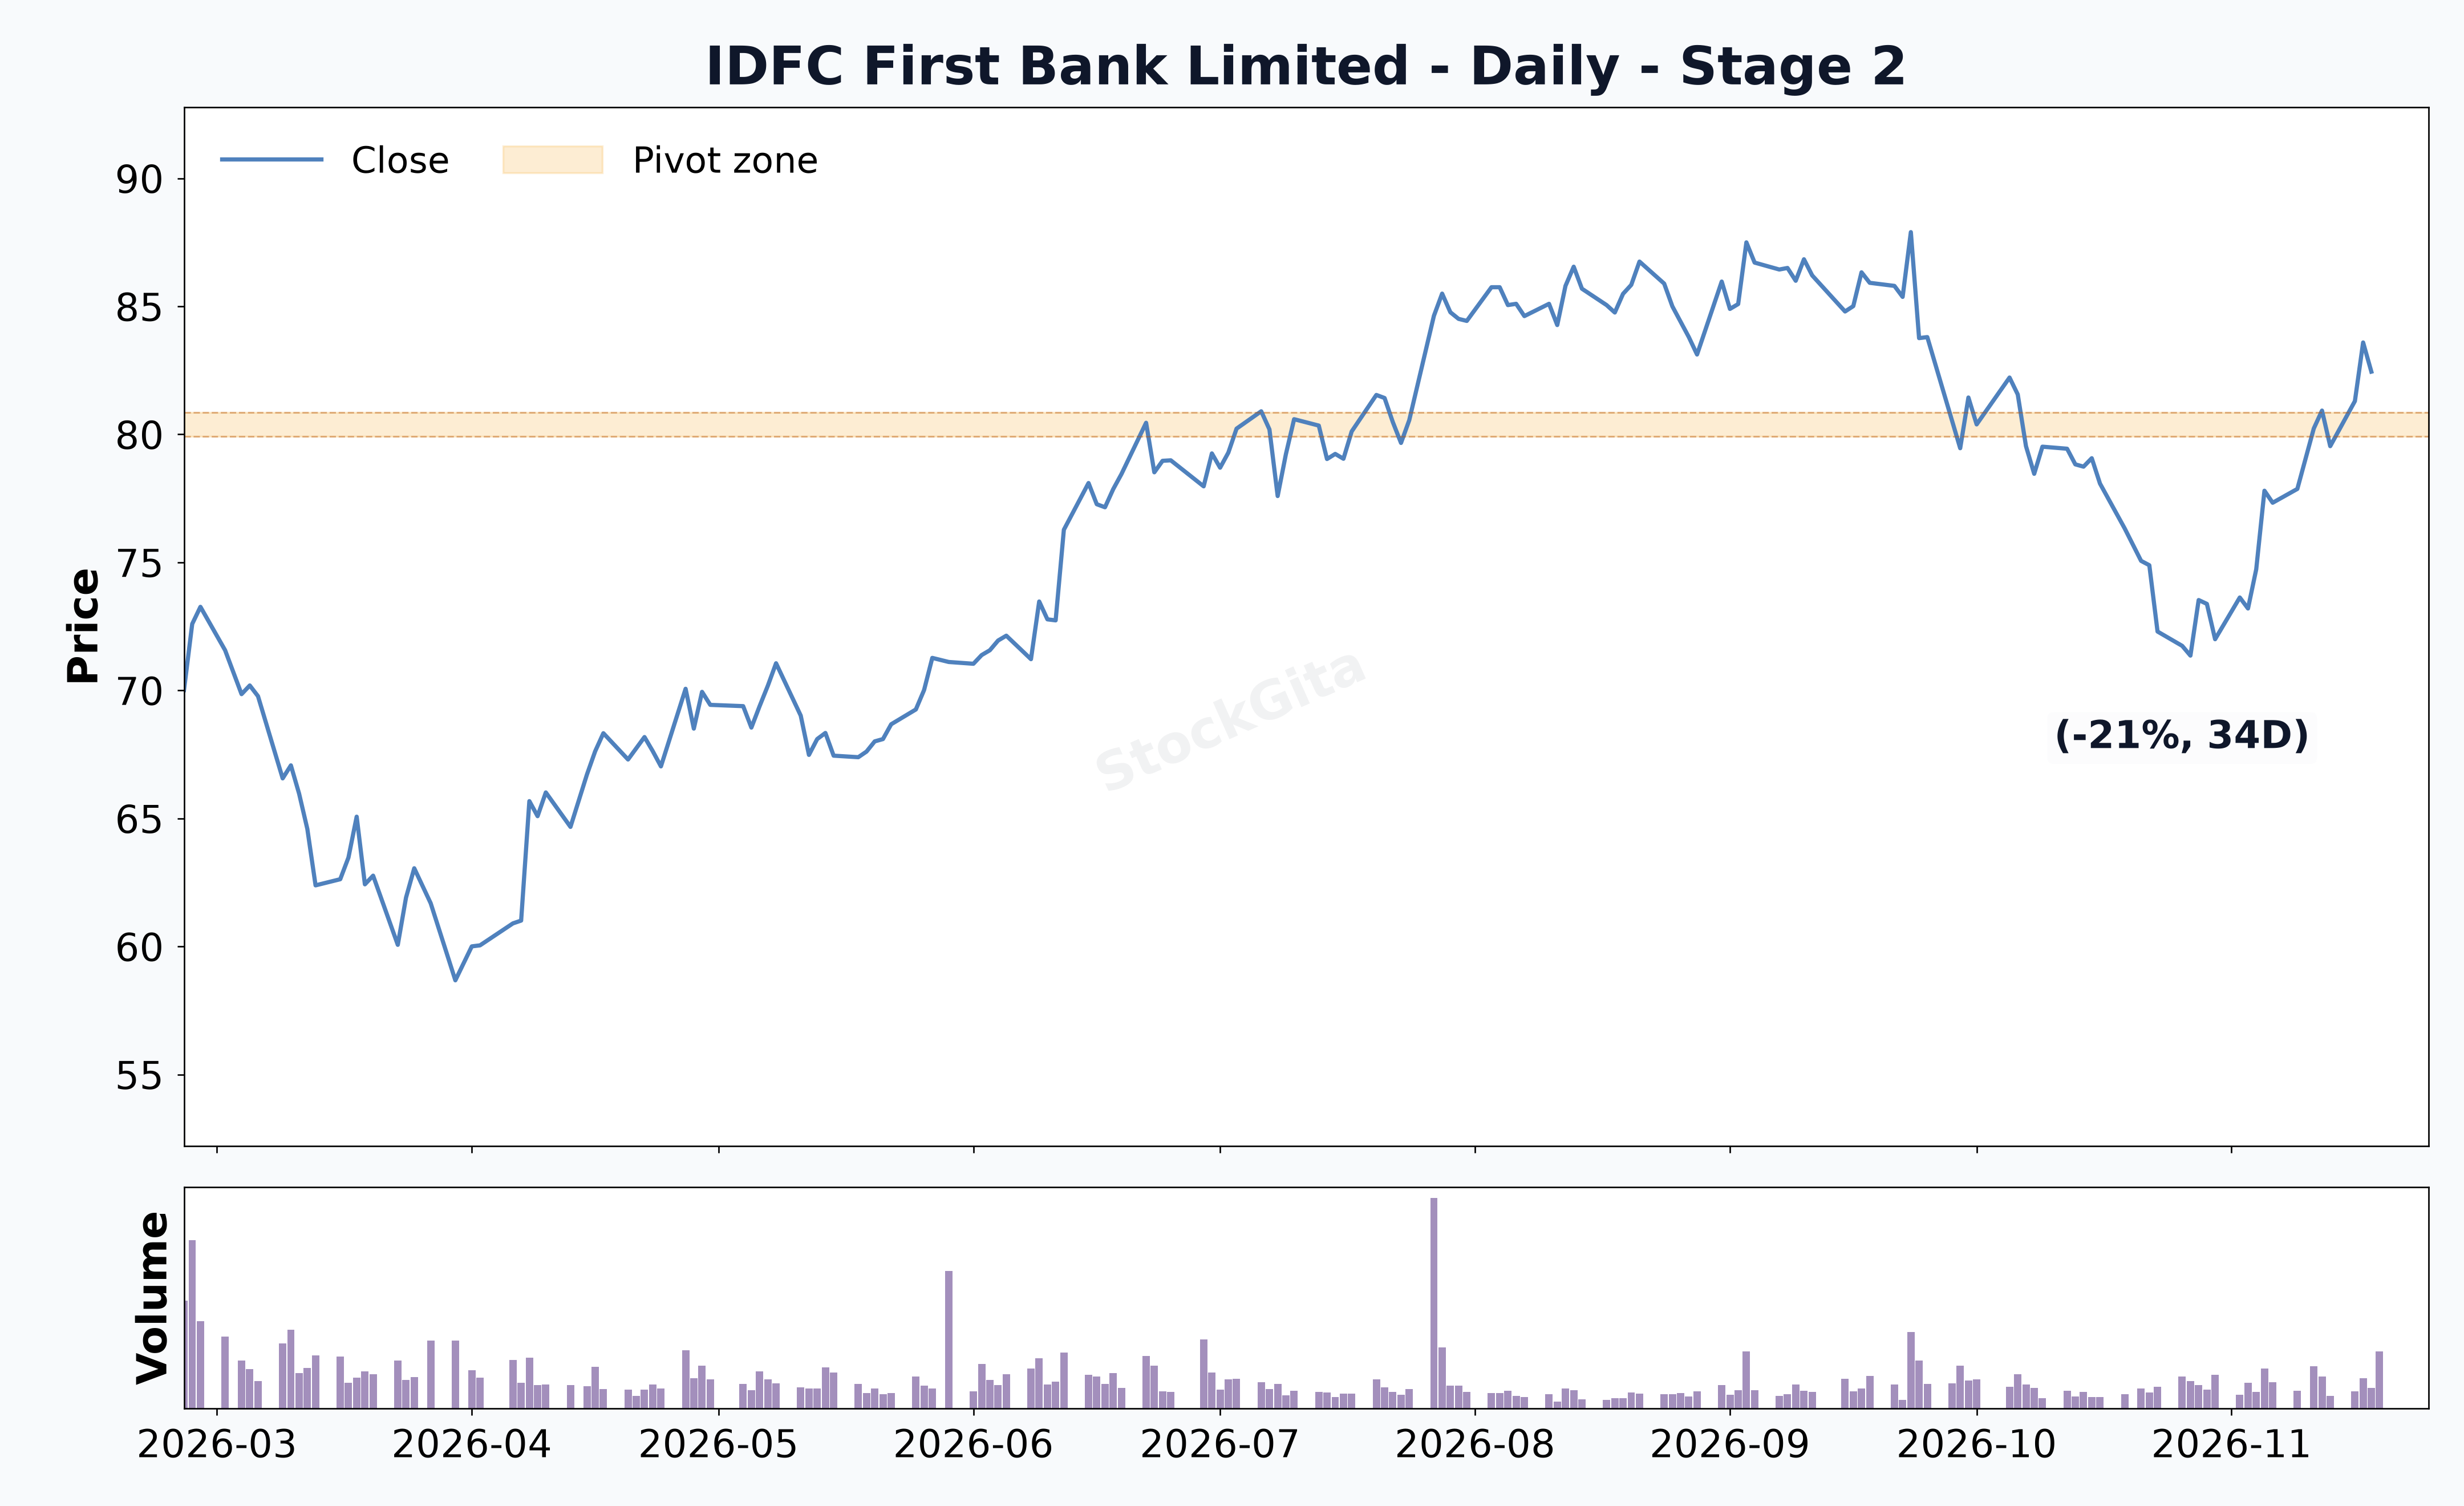 IDFC First Bank Limited - Daily - Stage 2
Close
Pivot zone
90
85
80
75
70
65
60
55
Price
StockGita
(-21%, 34D)
Volume
2026-03
2026-04
2026-05
2026-06
2026-07
2026-08
2026-09
2026-10
2026-11